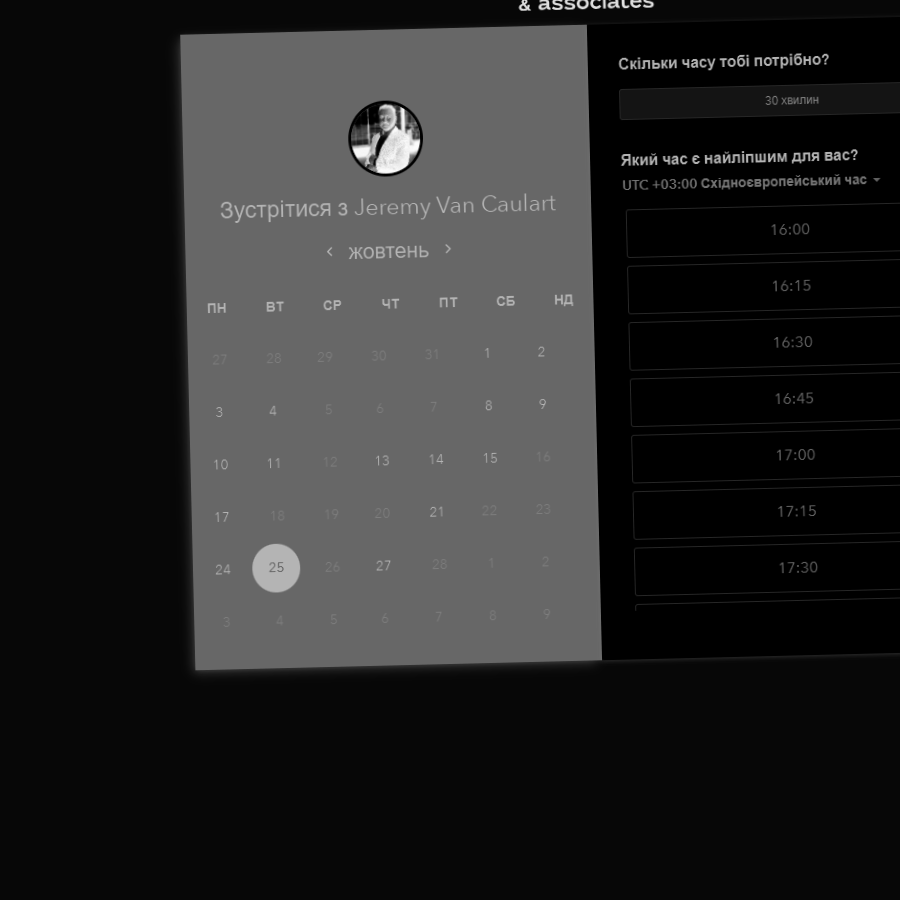 & associates
Зустрітися з Jeremy Van Caulart
жовтень
ПН ВТ СР ЧТ ПТ СБ НД
27 28 29 30 31 1 2
3 4 5 6 7 8 9
10 11 12 13 14 15 16
17 18 19 20 21 22 23
24 25 26 27 28 1 2
3 4 5 6 7 8 9
Скільки часу тобі потрібно?
30 хвилин
Який час є найліпшим для вас?
UTC +03:00 Східноєвропейський час
16:00
16:15
16:30
16:45
17:00
17:15
17:30